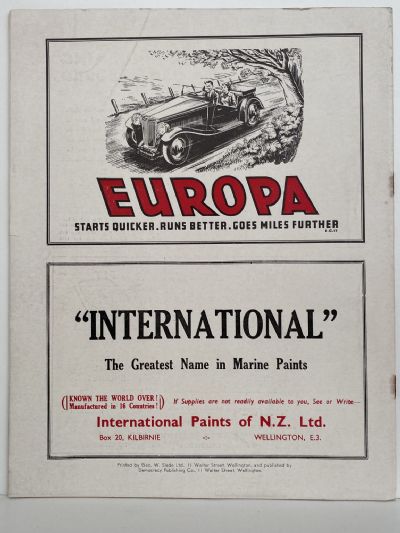 EUROPA
STARTS QUICKER. RUNS BETTER. GOES MILES FURTHER
"INTERNATIONAL"
The Greatest Name in Marine Paints
KNOWN THE WORLD OVER!
Manufactured in 16 Countries!
If Supplies are not readily available to you, See or Write—
International Paints of N.Z. Ltd.
Box 20, KILBIRNIE -:- WELLINGTON, E.3.
Printed by Geo. W. Slade Ltd., 11 Walter Street, Wellington, and published by
Democracy Publishing Co., 11 Walter Street, Wellington.